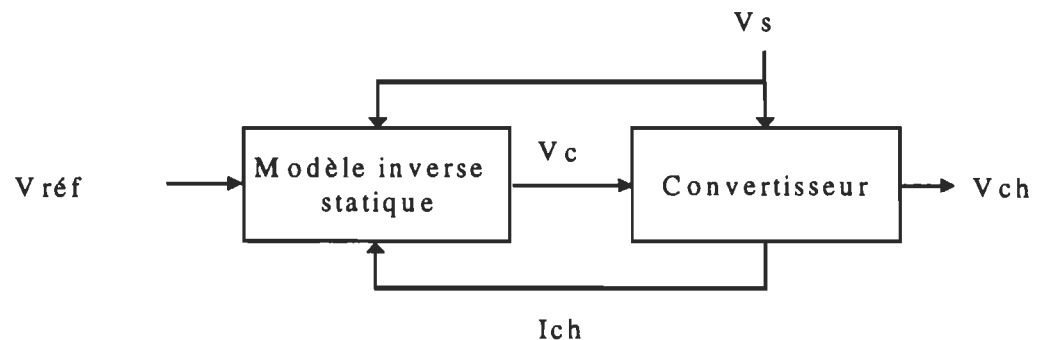 Vs
Vréf
Modèle inverse
statique
Vc
Convertisseur
Vch
Ich